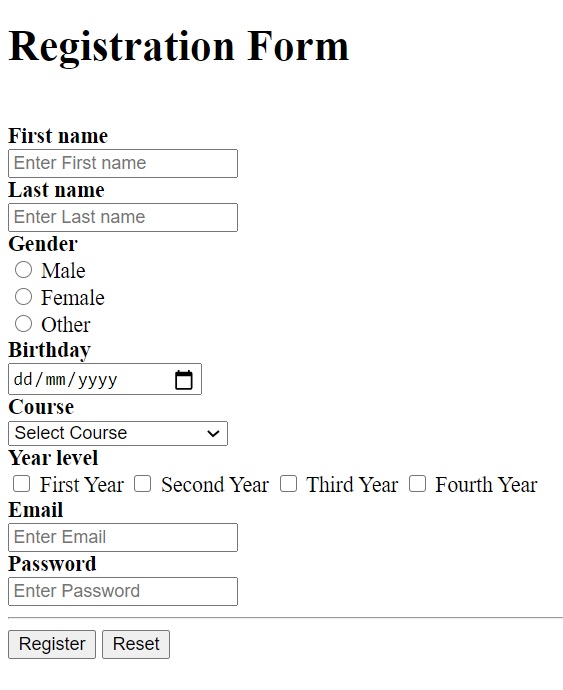 Registration Form
First name
Enter First name
Last name
Enter Last name
Gender
Male
Female
Other
Birthday
dd/mm/yyyy
Course
Select Course
Year level
First Year Second Year Third Year Fourth Year
Email
Enter Email
Password
Enter Password
Register Reset